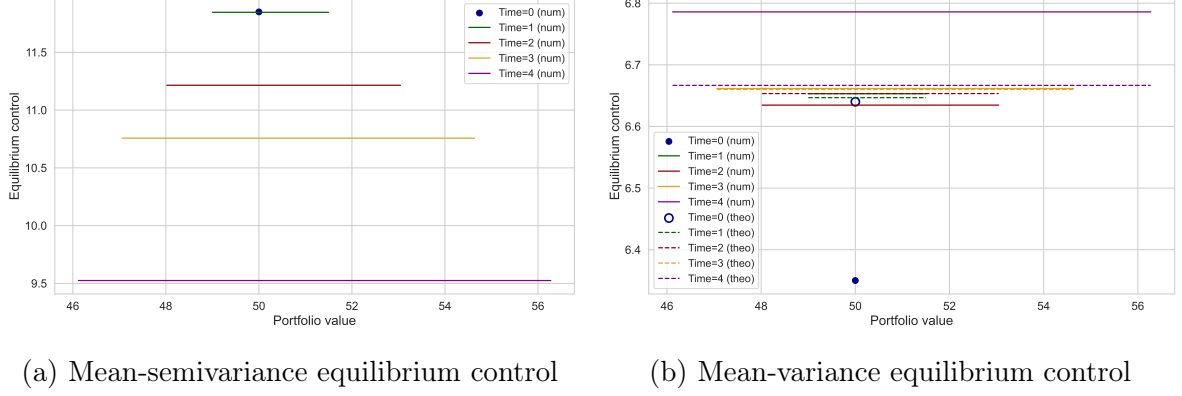 Equilibrium control
11.5
11.0
10.5
10.0
9.5
46
48
50
52
54
56
Portfolio value
Time=0 (num)
Time=1 (num)
Time=2 (num)
Time=3 (num)
Time=4 (num)
(a) Mean-semivariance equilibrium control
Equilibrium control
6.8
6.7
6.6
6.5
6.4
46
48
50
52
54
56
Portfolio value
Time=0 (num)
Time=1 (num)
Time=2 (num)
Time=3 (num)
Time=4 (num)
Time=0 (theo)
Time=1 (theo)
Time=2 (theo)
Time=3 (theo)
Time=4 (theo)
(b) Mean-variance equilibrium control